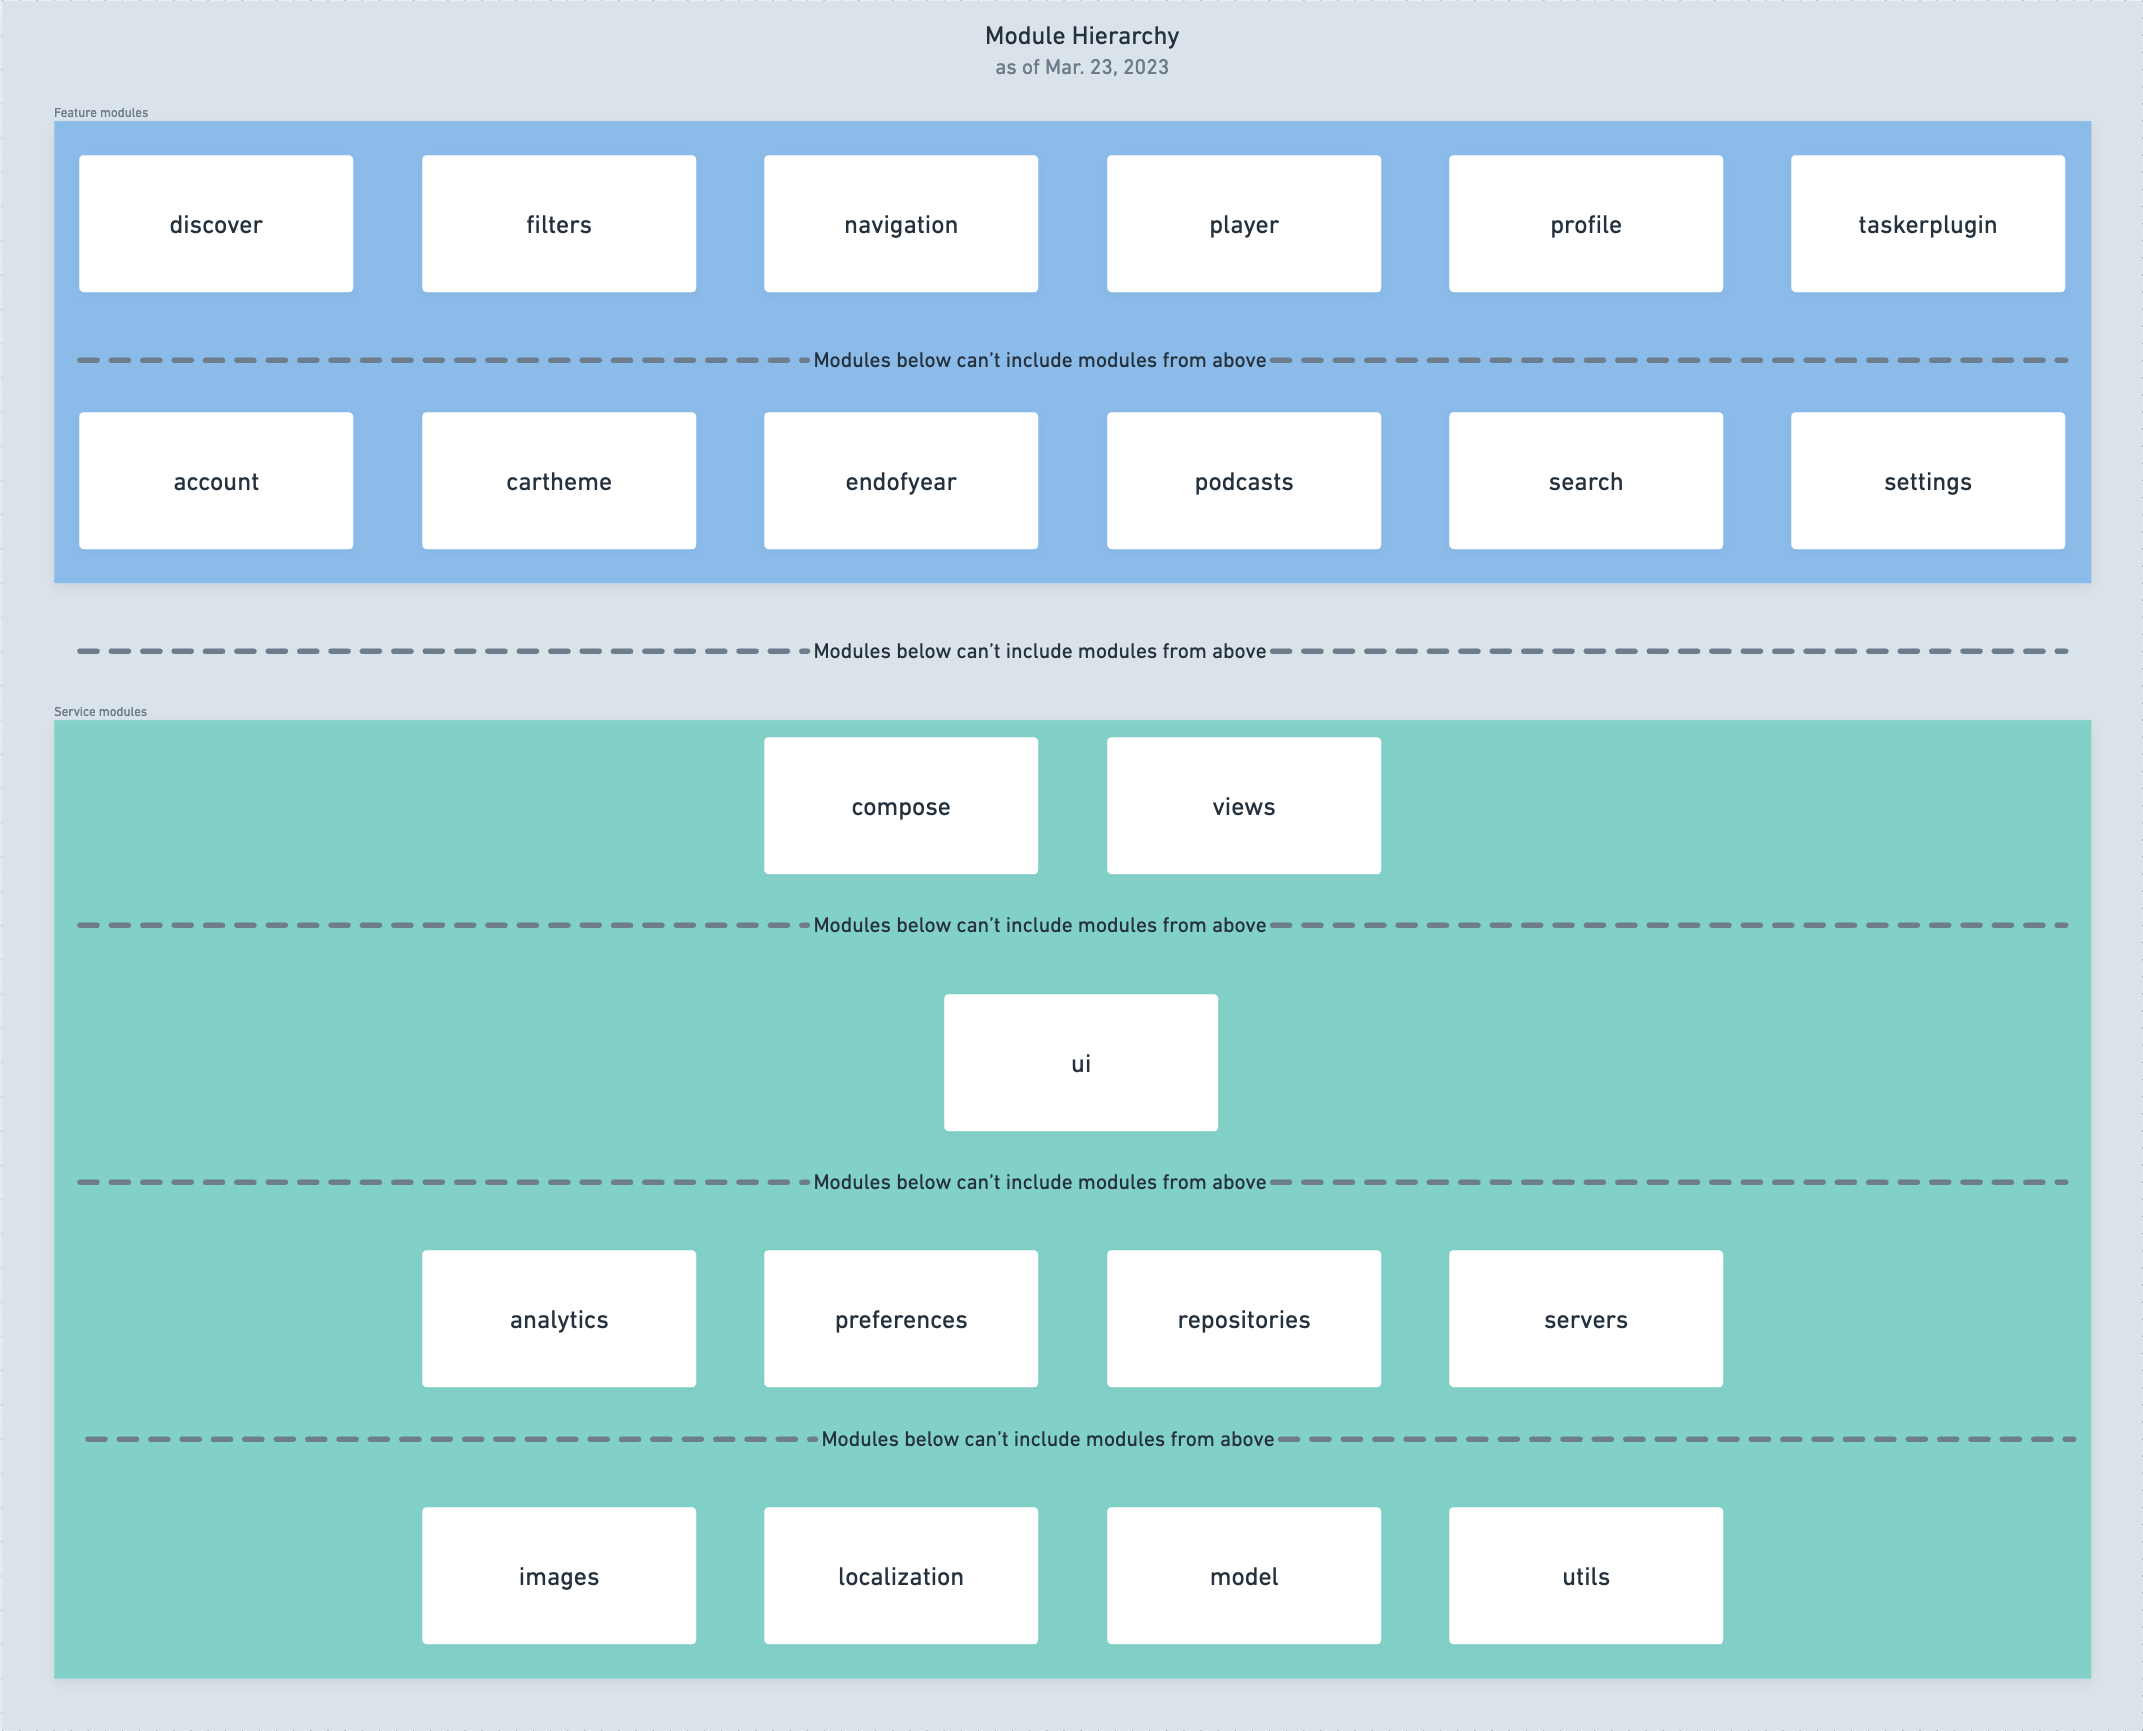 Module Hierarchy
as of Mar. 23, 2023
Feature modules
discover
filters
navigation
player
profile
taskerplugin
Modules below can’t include modules from above
account
cartheme
endofyear
podcasts
search
settings
Modules below can’t include modules from above
Service modules
compose
views
Modules below can’t include modules from above
ui
Modules below can’t include modules from above
analytics
preferences
repositories
servers
Modules below can’t include modules from above
images
localization
model
utils